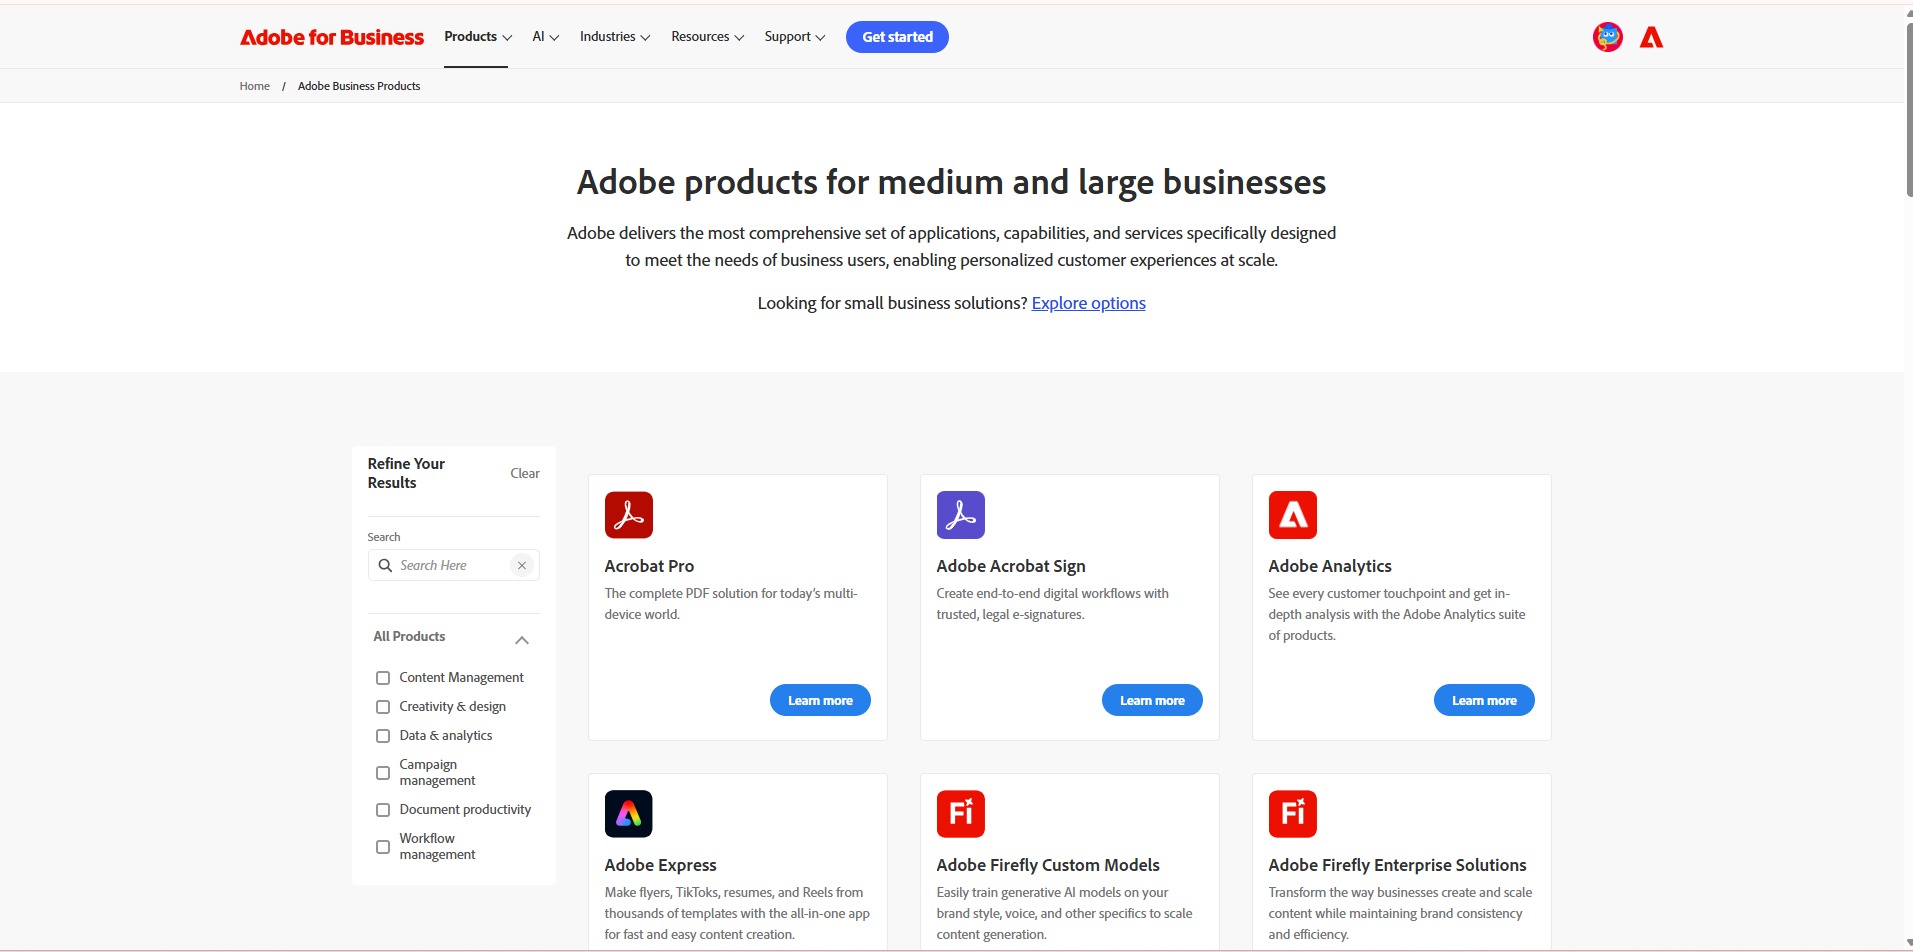 Adobe for Business
Products
AI
Industries
Resources
Support
Get started
Home / Adobe Business Products
Adobe products for medium and large businesses
Adobe delivers the most comprehensive set of applications, capabilities, and services specifically designed
to meet the needs of business users, enabling personalized customer experiences at scale.
Looking for small business solutions? Explore options
Refine Your
Results
Clear
Search
Search Here
All Products
Content Management
Creativity & design
Data & analytics
Campaign
management
Document productivity
Workflow
management
Acrobat Pro
The complete PDF solution for today’s multi-
device world.
Learn more
Adobe Acrobat Sign
Create end-to-end digital workflows with
trusted, legal e-signatures.
Learn more
Adobe Analytics
See every customer touchpoint and get in-
depth analysis with the Adobe Analytics suite
of products.
Learn more
Adobe Express
Make flyers, TikToks, resumes, and Reels from
thousands of templates with the all-in-one app
for fast and easy content creation.
Fi
Adobe Firefly Custom Models
Easily train generative AI models on your
brand style, voice, and other specifics to scale
content generation.
Fi
Adobe Firefly Enterprise Solutions
Transform the way businesses create and scale
content while maintaining brand consistency
and efficiency.